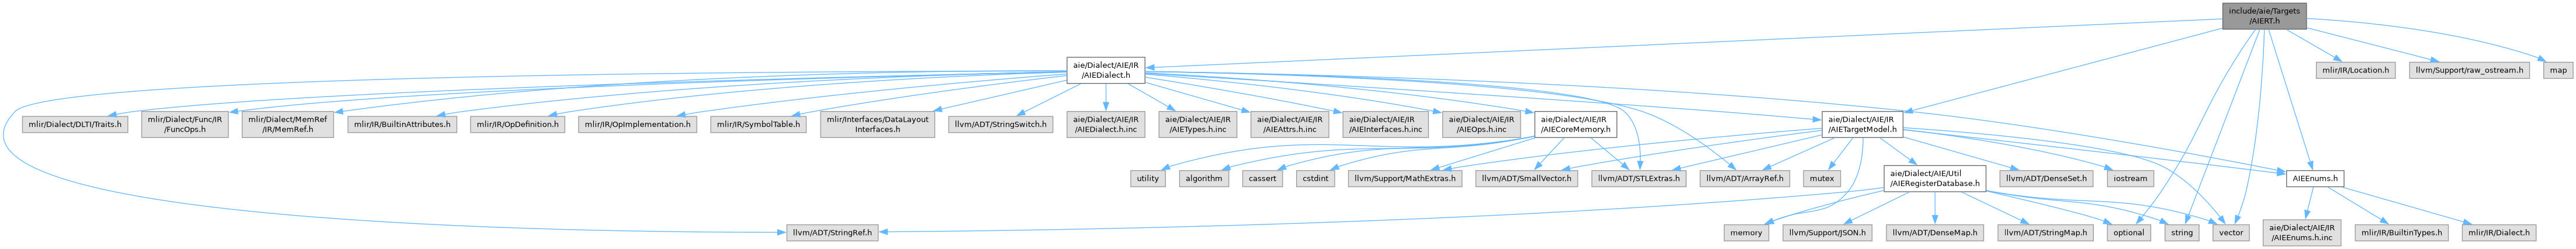 include/aie/Targets
/AIERT.h
aie/Dialect/AIE/IR
/AIEDialect.h
mlir/IR/Location.h
llvm/Support/raw_ostream.h
map
mlir/Dialect/DLTI/Traits.h
mlir/Dialect/Func/IR
/FuncOps.h
mlir/Dialect/MemRef
/IR/MemRef.h
mlir/IR/BuiltinAttributes.h
mlir/IR/OpDefinition.h
mlir/IR/OpImplementation.h
mlir/IR/SymbolTable.h
mlir/Interfaces/DataLayout
Interfaces.h
llvm/ADT/StringSwitch.h
aie/Dialect/AIE/IR
/AIEDialect.h.inc
aie/Dialect/AIE/IR
/AIETypes.h.inc
aie/Dialect/AIE/IR
/AIEAttrs.h.inc
aie/Dialect/AIE/IR
/AIEInterfaces.h.inc
aie/Dialect/AIE/IR
/AIEOps.h.inc
aie/Dialect/AIE/IR
/AIECoreMemory.h
aie/Dialect/AIE/IR
/AIETargetModel.h
utility
algorithm
cassert
cstdint
llvm/Support/MathExtras.h
llvm/ADT/SmallVector.h
llvm/ADT/STLExtras.h
llvm/ADT/ArrayRef.h
mutex
aie/Dialect/AIE/Util
/AIERegisterDatabase.h
llvm/ADT/DenseSet.h
iostream
AIEEnums.h
llvm/ADT/StringRef.h
memory
llvm/Support/JSON.h
llvm/ADT/DenseMap.h
llvm/ADT/StringMap.h
optional
string
vector
aie/Dialect/AIE/IR
/AIEEnums.h.inc
mlir/IR/BuiltinTypes.h
mlir/IR/Dialect.h